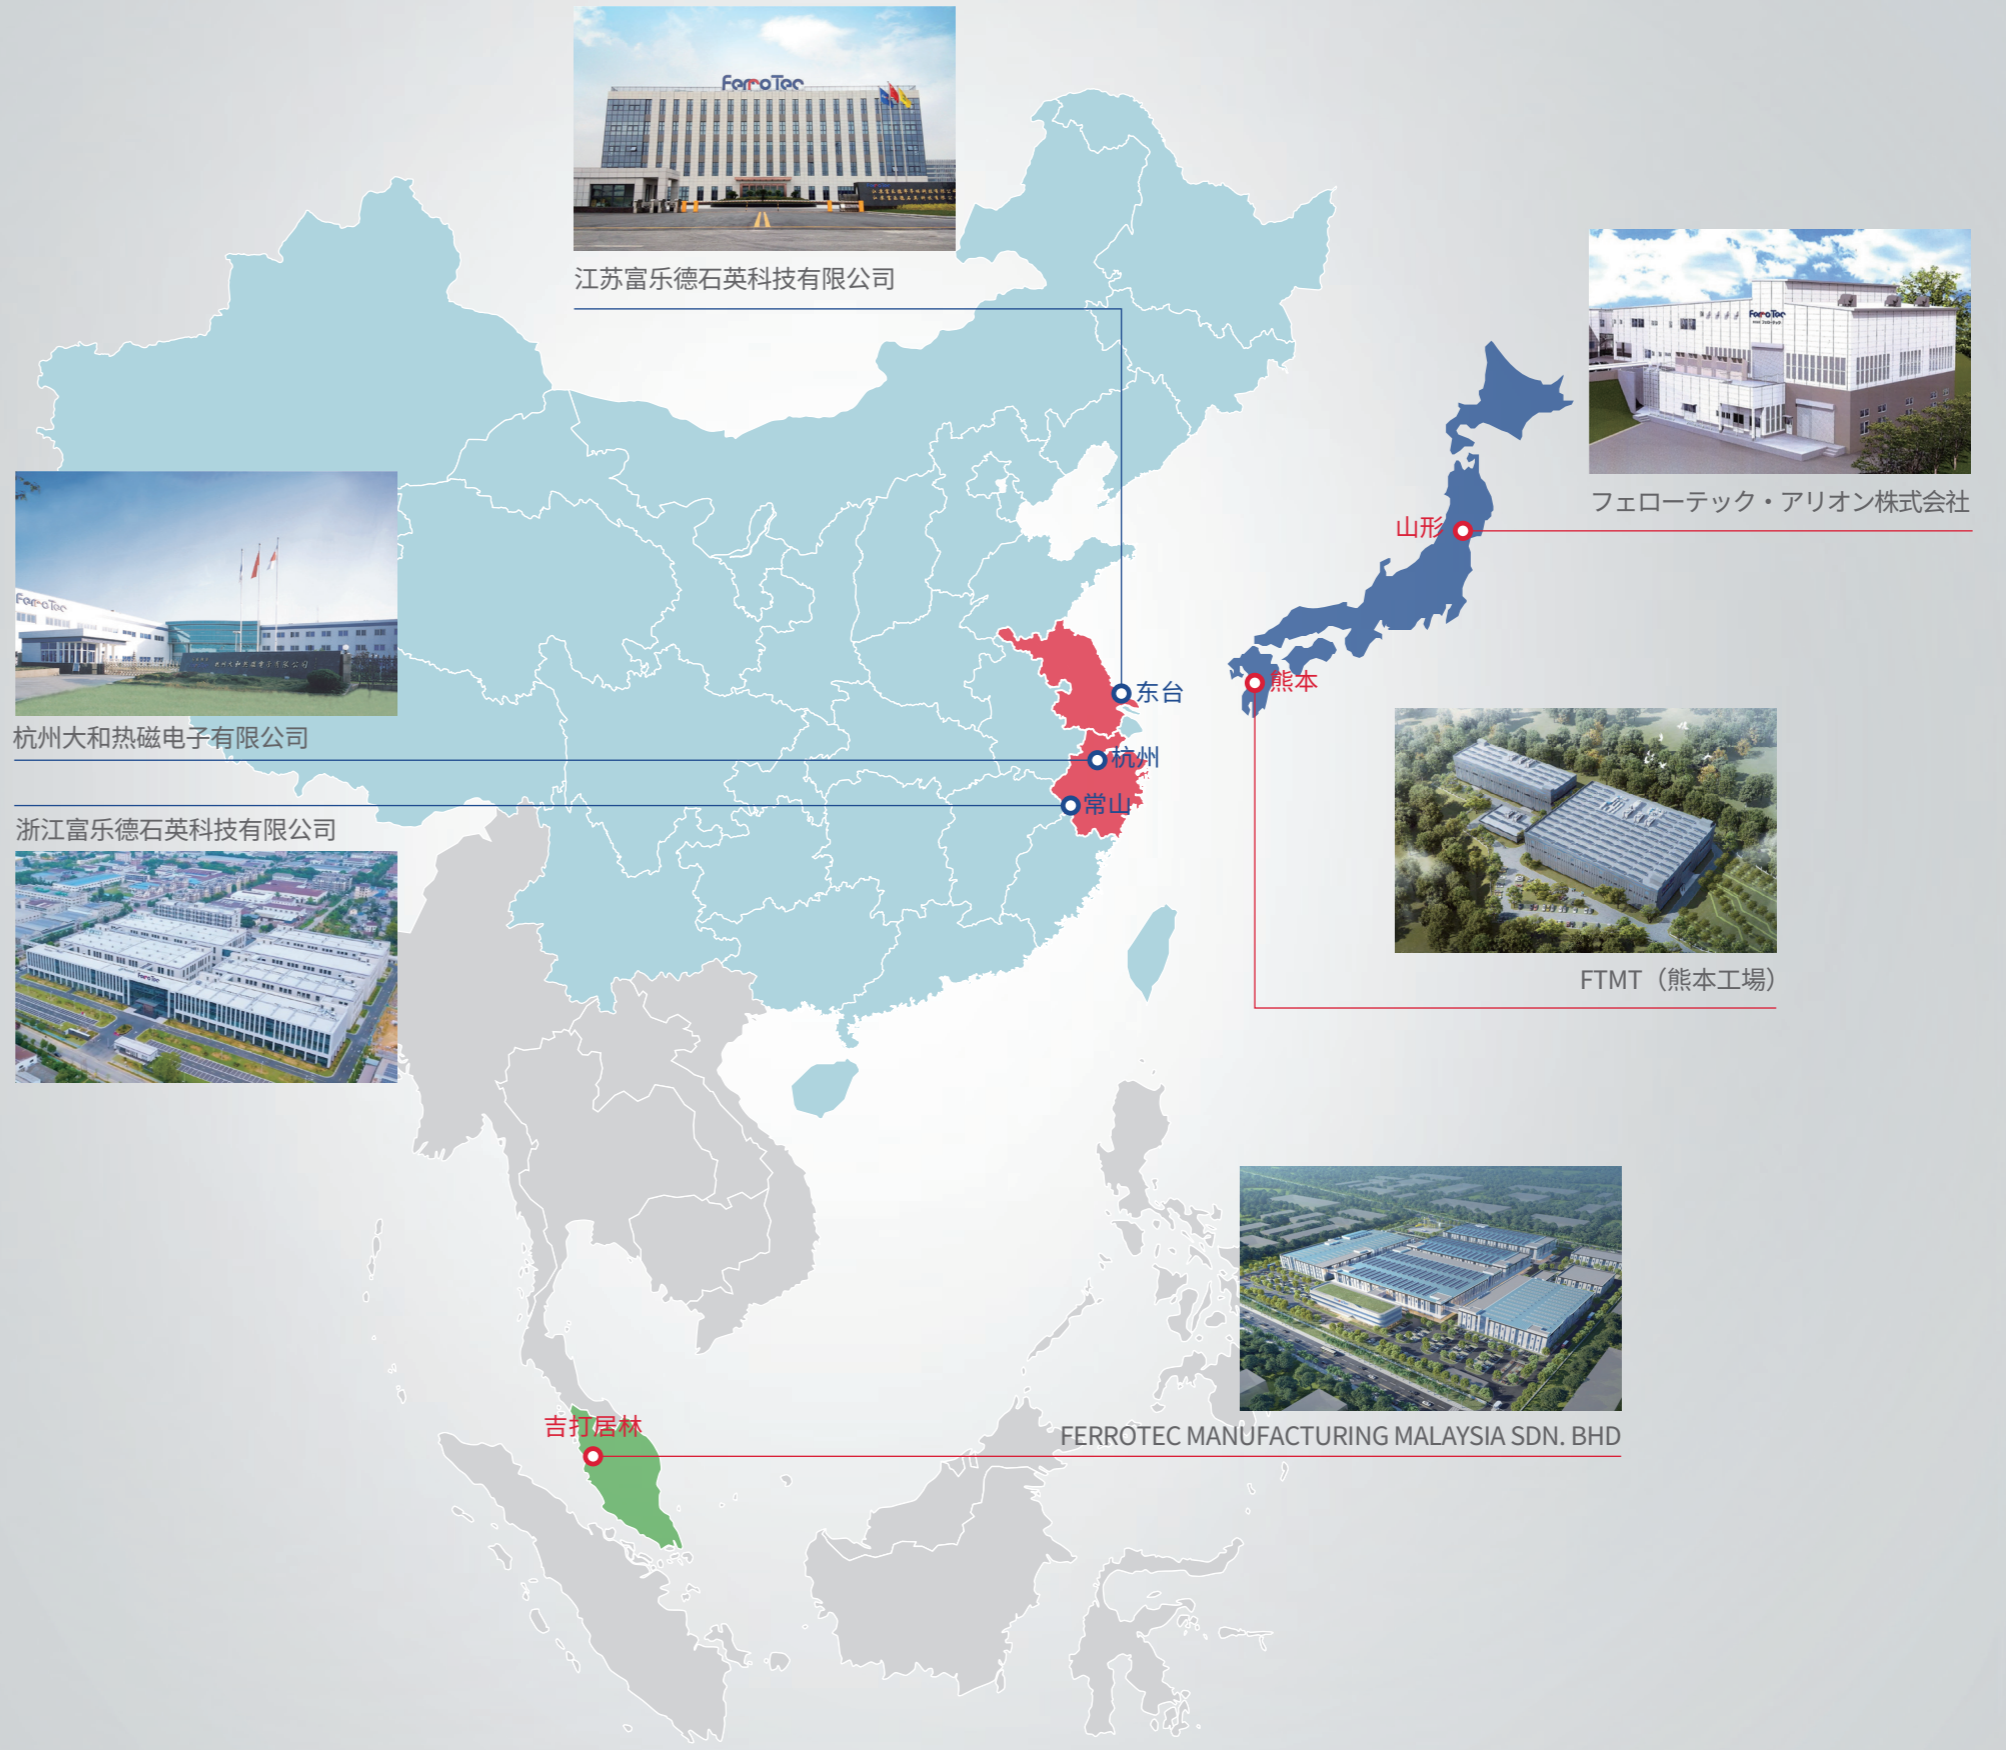 FerroTec
江苏富乐德石英科技有限公司
FerroTec
フェローテック・アリオン株式会社
山形
FerroTec
杭州大和热磁电子有限公司
东台
熊本
杭州
常山
浙江富乐德石英科技有限公司
FerroTec
FTMT（熊本工場）
吉打居林
FERROTEC MANUFACTURING MALAYSIA SDN. BHD